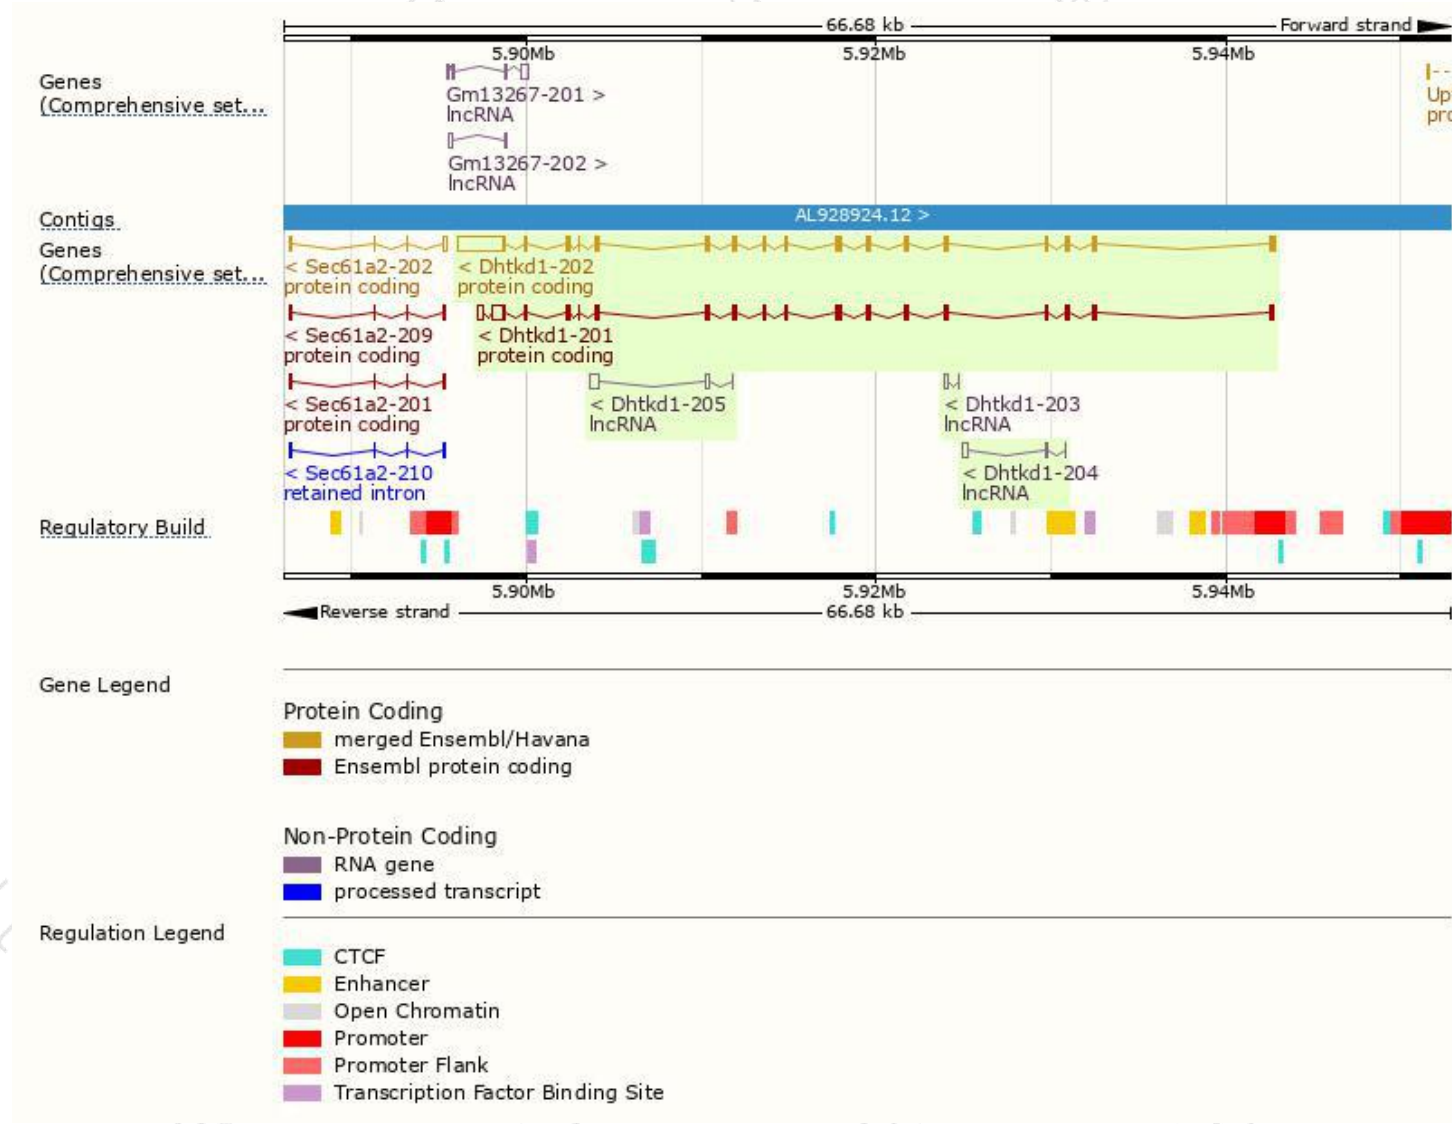 66.68 kb Forward strand
5.90Mb 5.92Mb 5.94Mb
Genes
(Comprehensive set...
Gm13267-201 >
lncRNA
Gm13267-202 >
lncRNA
Up
pro
Contigs
AL928924.12 >
Genes
(Comprehensive set...
< Sec61a2-202 < Dhtkd1-202
protein coding protein coding
< Sec61a2-209 < Dhtkd1-201
protein coding protein coding
< Sec61a2-201 < Dhtkd1-205 < Dhtkd1-203
protein coding lncRNA lncRNA
< Sec61a2-210 < Dhtkd1-204
retained intron lncRNA
Regulatory Build
5.90Mb 5.92Mb 5.94Mb
Reverse strand 66.68 kb
Gene Legend
Protein Coding
merged Ensembl/Havana
Ensembl protein coding
Non-Protein Coding
RNA gene
processed transcript
Regulation Legend
CTCF
Enhancer
Open Chromatin
Promoter
Promoter Flank
Transcription Factor Binding Site